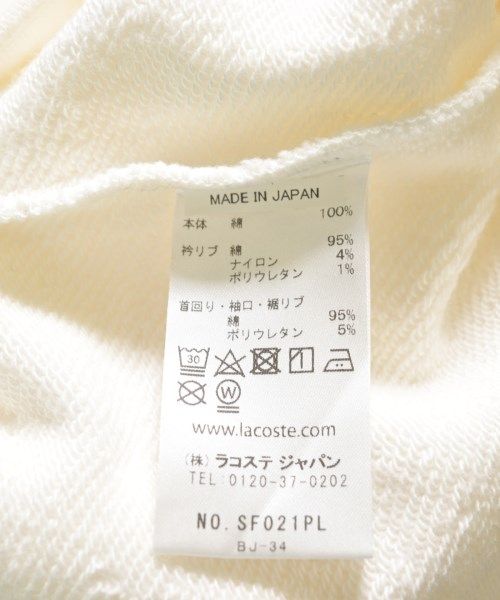 MADE IN JAPAN
本体 綿 100%
衿リブ 綿 95%
ナイロン 4%
ポリウレタン 1%
首回り・袖口・裾リブ
綿 95%
ポリウレタン 5%
30
W
www.lacoste.com
(株) ラコステ ジャパン
TEL:0120-37-0202
NO. SF021PL
BJ-34